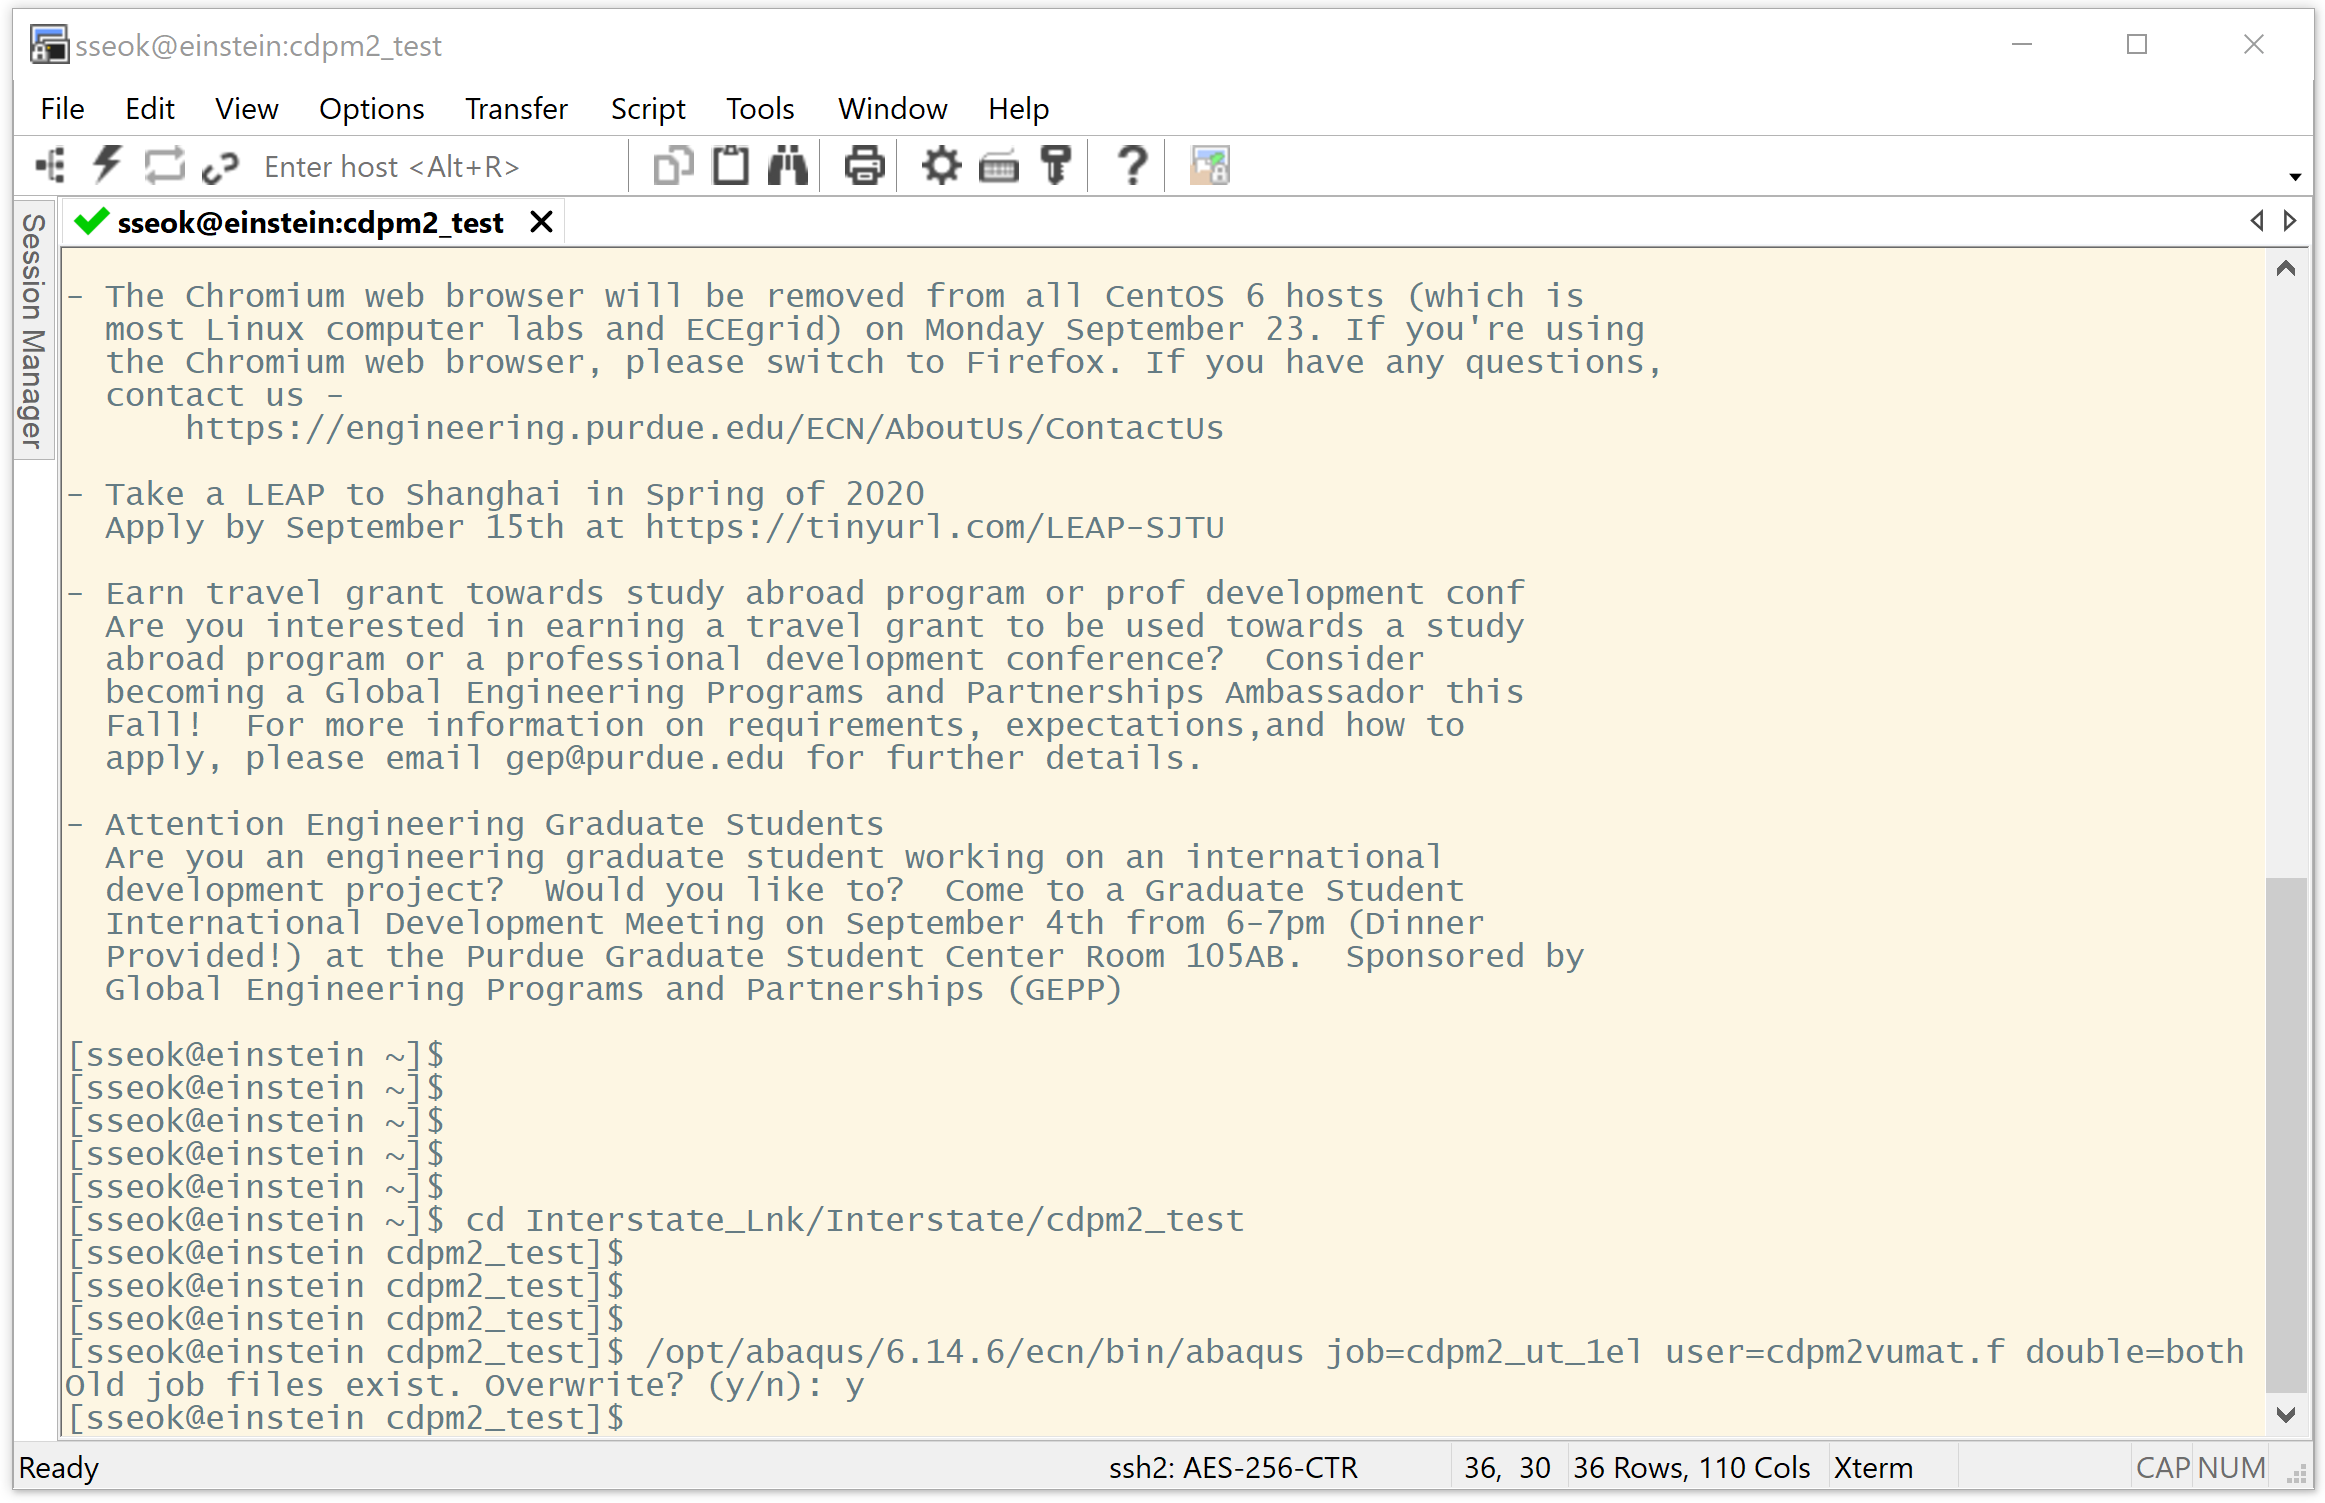 sseok@einstein:cdpm2_test
File Edit View Options Transfer Script Tools Window Help
Enter host <Alt+R>
Session Manager
sseok@einstein:cdpm2_test
- The Chromium web browser will be removed from all CentOS 6 hosts (which is
most Linux computer labs and ECEgrid) on Monday September 23. If you're using
the Chromium web browser, please switch to Firefox. If you have any questions,
contact us -
https://engineering.purdue.edu/ECN/AboutUs/ContactUs
- Take a LEAP to Shanghai in Spring of 2020
Apply by September 15th at https://tinyurl.com/LEAP-SJTU
- Earn travel grant towards study abroad program or prof development conf
Are you interested in earning a travel grant to be used towards a study
abroad program or a professional development conference?  Consider
becoming a Global Engineering Programs and Partnerships Ambassador this
Fall!  For more information on requirements, expectations,and how to
apply, please email gep@purdue.edu for further details.
- Attention Engineering Graduate Students
Are you an engineering graduate student working on an international
development project?  Would you like to?  Come to a Graduate Student
International Development Meeting on September 4th from 6-7pm (Dinner
Provided!) at the Purdue Graduate Student Center Room 105AB.  Sponsored by
Global Engineering Programs and Partnerships (GEPP)
[sseok@einstein ~]$
[sseok@einstein ~]$
[sseok@einstein ~]$
[sseok@einstein ~]$
[sseok@einstein ~]$
[sseok@einstein ~]$ cd Interstate_Lnk/Interstate/cdpm2_test
[sseok@einstein cdpm2_test]$
[sseok@einstein cdpm2_test]$
[sseok@einstein cdpm2_test]$
[sseok@einstein cdpm2_test]$ /opt/abaqus/6.14.6/ecn/bin/abaqus job=cdpm2_ut_1el user=cdpm2vumat.f double=both
Old job files exist. Overwrite? (y/n): y
[sseok@einstein cdpm2_test]$
Ready ssh2: AES-256-CTR 36, 30 36 Rows, 110 Cols Xterm CAP NUM